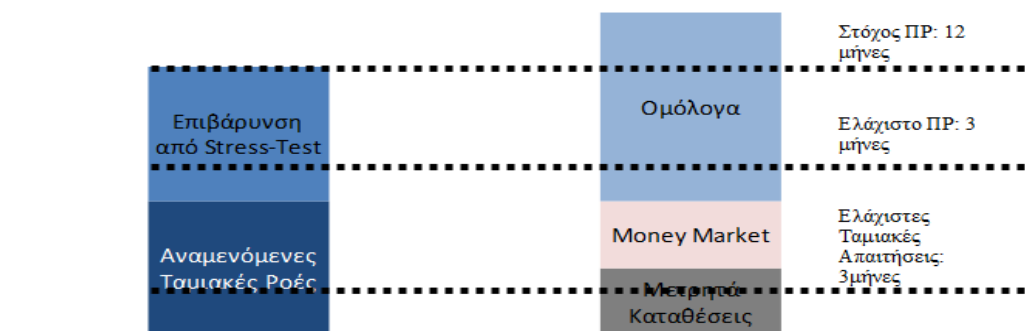 Επιβάρυνση
από Stress-Test
Αναμενόμενες
Ταμιακές Ροές
Ομόλογα
Money Market
Μετρητά
Καταθέσεις
Στόχος ΠΡ: 12
μήνες
Ελάχιστο ΠΡ: 3
μήνες
Ελάχιστες
Ταμιακές
Απαιτήσεις:
3μήνες